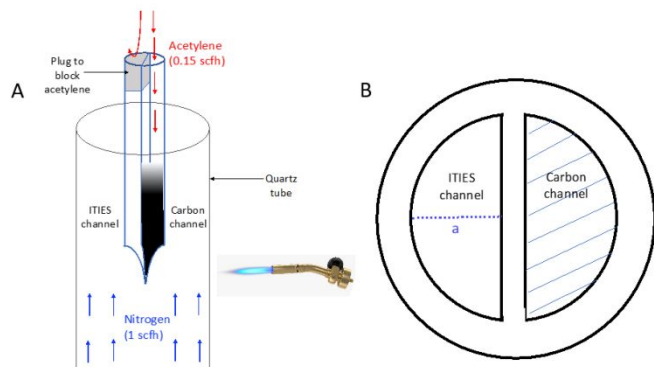 Acetylene
(0.15 scfh)
Plug to
block
acetylene
A
ITIES
channel
Carbon
channel
Quartz
tube
Nitrogen
(1 scfh)
B
ITIES
channel
Carbon
channel
a